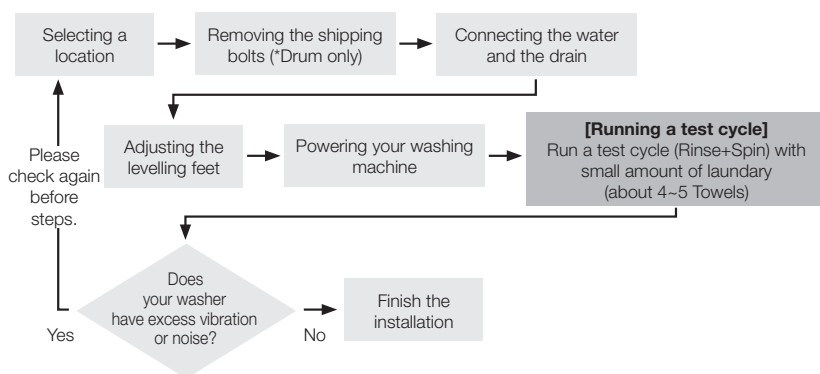 Selecting a
location
Removing the shipping
bolts (*Drum only)
Connecting the water
and the drain
Adjusting the
levelling feet
Powering your washing
machine
[Running a test cycle]
Run a test cycle (Rinse+Spin) with
small amount of laundary
(about 4~5 Towels)
Please
check again
before
steps.
Does
your washer
have excess vibration
or noise?
Yes
No
Finish the
installation